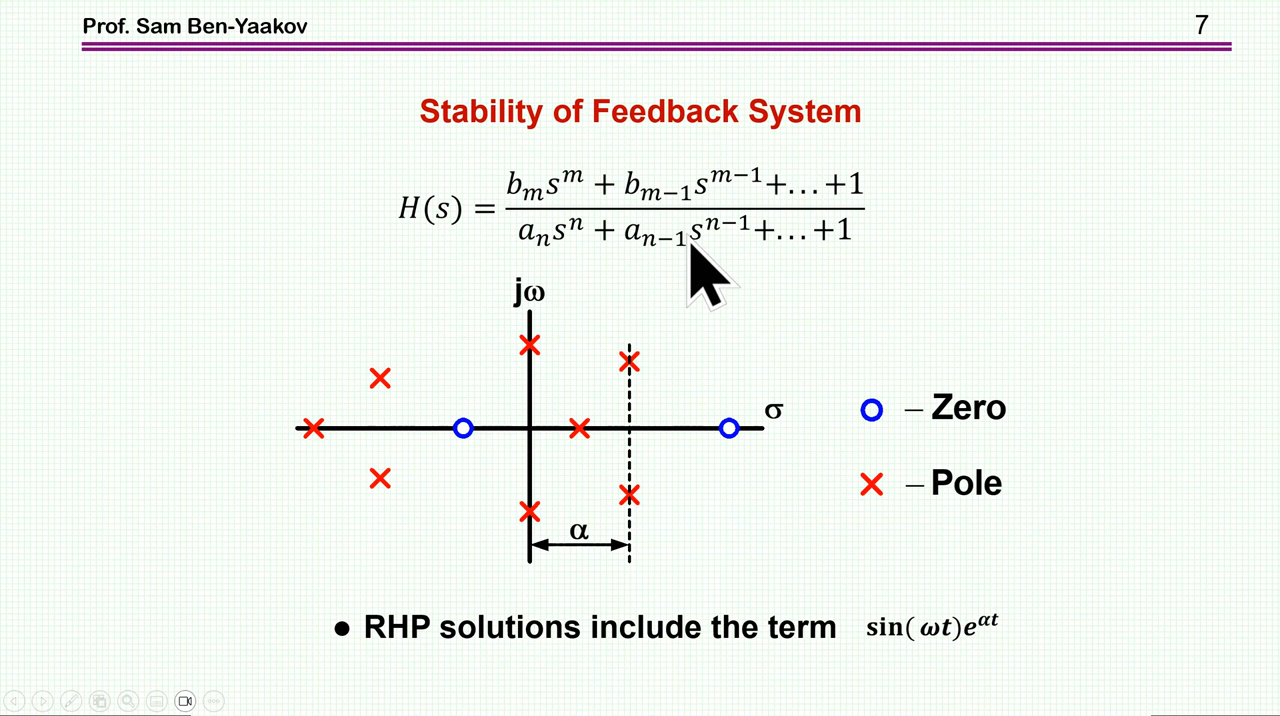 Prof. Sam Ben-Yaakov
7
Stability of Feedback System
H(s) = \frac{b_m s^m + b_{m-1} s^{m-1}+...+1}{a_n s^n + a_{n-1} s^{n-1}+...+1}
jω
σ
α
– Zero
– Pole
● RHP solutions include the term sin(ωt)e^{αt}